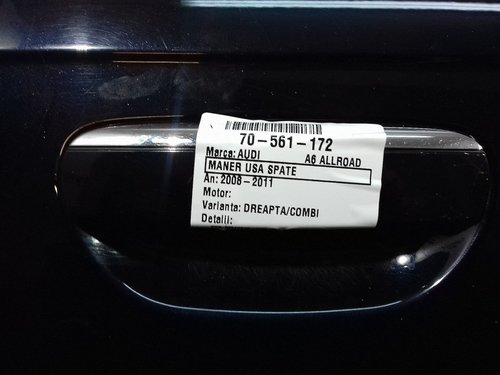 70-561-172
Marca: AUDI A6 ALLROAD
MANER USA SPATE
An: 2008-2011
Motor:
Varianta: DREAPTA/COMBI
Detalii: